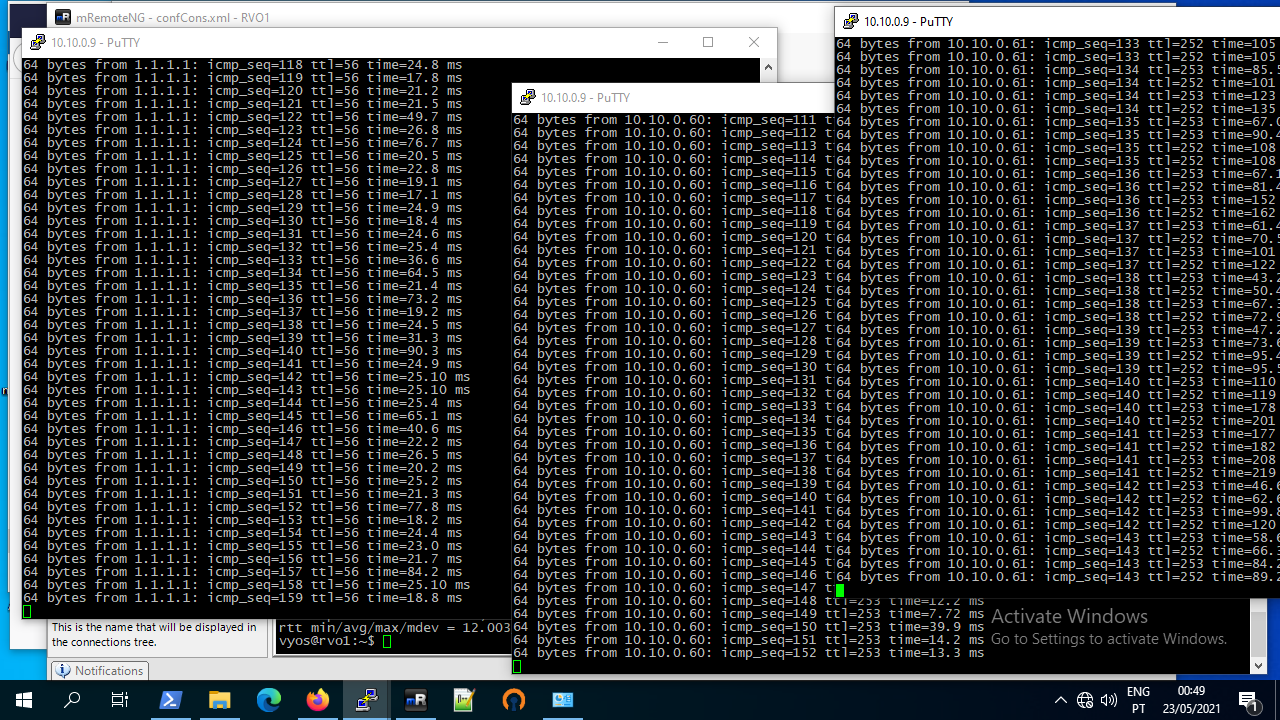 mRemoteNG - confCons.xml - RVO1
10.10.0.9 - PuTTY
64 bytes from 1.1.1.1: icmp_seq=118 ttl=56 time=24.8 ms
64 bytes from 1.1.1.1: icmp_seq=119 ttl=56 time=17.8 ms
64 bytes from 1.1.1.1: icmp_seq=120 ttl=56 time=21.2 ms
64 bytes from 1.1.1.1: icmp_seq=121 ttl=56 time=21.5 ms
64 bytes from 1.1.1.1: icmp_seq=122 ttl=56 time=49.7 ms
64 bytes from 1.1.1.1: icmp_seq=123 ttl=56 time=26.8 ms
64 bytes from 1.1.1.1: icmp_seq=124 ttl=56 time=76.7 ms
64 bytes from 1.1.1.1: icmp_seq=125 ttl=56 time=20.5 ms
64 bytes from 1.1.1.1: icmp_seq=126 ttl=56 time=22.8 ms
64 bytes from 1.1.1.1: icmp_seq=127 ttl=56 time=19.1 ms
64 bytes from 1.1.1.1: icmp_seq=128 ttl=56 time=17.1 ms
64 bytes from 1.1.1.1: icmp_seq=129 ttl=56 time=24.9 ms
64 bytes from 1.1.1.1: icmp_seq=130 ttl=56 time=18.4 ms
64 bytes from 1.1.1.1: icmp_seq=131 ttl=56 time=24.6 ms
64 bytes from 1.1.1.1: icmp_seq=132 ttl=56 time=25.4 ms
64 bytes from 1.1.1.1: icmp_seq=133 ttl=56 time=36.6 ms
64 bytes from 1.1.1.1: icmp_seq=134 ttl=56 time=64.5 ms
64 bytes from 1.1.1.1: icmp_seq=135 ttl=56 time=21.4 ms
64 bytes from 1.1.1.1: icmp_seq=136 ttl=56 time=73.2 ms
64 bytes from 1.1.1.1: icmp_seq=137 ttl=56 time=19.2 ms
64 bytes from 1.1.1.1: icmp_seq=138 ttl=56 time=24.5 ms
64 bytes from 1.1.1.1: icmp_seq=139 ttl=56 time=31.3 ms
64 bytes from 1.1.1.1: icmp_seq=140 ttl=56 time=90.3 ms
64 bytes from 1.1.1.1: icmp_seq=141 ttl=56 time=24.9 ms
64 bytes from 1.1.1.1: icmp_seq=142 ttl=56 time=25.10 ms
64 bytes from 1.1.1.1: icmp_seq=143 ttl=56 time=25.10 ms
64 bytes from 1.1.1.1: icmp_seq=144 ttl=56 time=25.4 ms
64 bytes from 1.1.1.1: icmp_seq=145 ttl=56 time=65.1 ms
64 bytes from 1.1.1.1: icmp_seq=146 ttl=56 time=40.6 ms
64 bytes from 1.1.1.1: icmp_seq=147 ttl=56 time=22.2 ms
64 bytes from 1.1.1.1: icmp_seq=148 ttl=56 time=26.5 ms
64 bytes from 1.1.1.1: icmp_seq=149 ttl=56 time=20.2 ms
64 bytes from 1.1.1.1: icmp_seq=150 ttl=56 time=25.2 ms
64 bytes from 1.1.1.1: icmp_seq=151 ttl=56 time=21.3 ms
64 bytes from 1.1.1.1: icmp_seq=152 ttl=56 time=77.8 ms
64 bytes from 1.1.1.1: icmp_seq=153 ttl=56 time=18.2 ms
64 bytes from 1.1.1.1: icmp_seq=154 ttl=56 time=24.4 ms
64 bytes from 1.1.1.1: icmp_seq=155 ttl=56 time=23.0 ms
64 bytes from 1.1.1.1: icmp_seq=156 ttl=56 time=21.7 ms
64 bytes from 1.1.1.1: icmp_seq=157 ttl=56 time=84.2 ms
64 bytes from 1.1.1.1: icmp_seq=158 ttl=56 time=25.10 ms
64 bytes from 1.1.1.1: icmp_seq=159 ttl=56 time=18.8 ms
10.10.0.9 - PuTTY
64 bytes from 10.10.0.60: icmp_seq=111 t
64 bytes from 10.10.0.60: icmp_seq=112 t
64 bytes from 10.10.0.60: icmp_seq=113 t
64 bytes from 10.10.0.60: icmp_seq=114 t
64 bytes from 10.10.0.60: icmp_seq=115 t
64 bytes from 10.10.0.60: icmp_seq=116 t
64 bytes from 10.10.0.60: icmp_seq=117 t
64 bytes from 10.10.0.60: icmp_seq=118 t
64 bytes from 10.10.0.60: icmp_seq=119 t
64 bytes from 10.10.0.60: icmp_seq=120 t
64 bytes from 10.10.0.60: icmp_seq=121 t
64 bytes from 10.10.0.60: icmp_seq=122 t
64 bytes from 10.10.0.60: icmp_seq=123 t
64 bytes from 10.10.0.60: icmp_seq=124 t
64 bytes from 10.10.0.60: icmp_seq=125 t
64 bytes from 10.10.0.60: icmp_seq=126 t
64 bytes from 10.10.0.60: icmp_seq=127 t
64 bytes from 10.10.0.60: icmp_seq=128 t
64 bytes from 10.10.0.60: icmp_seq=129 t
64 bytes from 10.10.0.60: icmp_seq=130 t
64 bytes from 10.10.0.60: icmp_seq=131 t
64 bytes from 10.10.0.60: icmp_seq=132 t
64 bytes from 10.10.0.60: icmp_seq=133 t
64 bytes from 10.10.0.60: icmp_seq=134 t
64 bytes from 10.10.0.60: icmp_seq=135 t
64 bytes from 10.10.0.60: icmp_seq=136 t
64 bytes from 10.10.0.60: icmp_seq=137 t
64 bytes from 10.10.0.60: icmp_seq=138 t
64 bytes from 10.10.0.60: icmp_seq=139 t
64 bytes from 10.10.0.60: icmp_seq=140 t
64 bytes from 10.10.0.60: icmp_seq=141 t
64 bytes from 10.10.0.60: icmp_seq=142 t
64 bytes from 10.10.0.60: icmp_seq=143 t
64 bytes from 10.10.0.60: icmp_seq=144 t
64 bytes from 10.10.0.60: icmp_seq=145 t
64 bytes from 10.10.0.60: icmp_seq=146 t
64 bytes from 10.10.0.60: icmp_seq=147 t
64 bytes from 10.10.0.60: icmp_seq=148 ttl=253 time=12.2 ms
64 bytes from 10.10.0.60: icmp_seq=149 ttl=253 time=7.72 ms
64 bytes from 10.10.0.60: icmp_seq=150 ttl=253 time=39.9 ms
64 bytes from 10.10.0.60: icmp_seq=151 ttl=253 time=14.2 ms
64 bytes from 10.10.0.60: icmp_seq=152 ttl=253 time=13.3 ms
10.10.0.9 - PuTTY
64 bytes from 10.10.0.61: icmp_seq=133 ttl=252 time=105
64 bytes from 10.10.0.61: icmp_seq=133 ttl=252 time=135
64 bytes from 10.10.0.61: icmp_seq=134 ttl=253 time=85.5
64 bytes from 10.10.0.61: icmp_seq=134 ttl=252 time=101
64 bytes from 10.10.0.61: icmp_seq=134 ttl=253 time=123
64 bytes from 10.10.0.61: icmp_seq=134 ttl=252 time=135
64 bytes from 10.10.0.61: icmp_seq=135 ttl=253 time=67.0
64 bytes from 10.10.0.61: icmp_seq=135 ttl=252 time=90.0
64 bytes from 10.10.0.61: icmp_seq=135 ttl=253 time=108
64 bytes from 10.10.0.61: icmp_seq=135 ttl=252 time=108
64 bytes from 10.10.0.61: icmp_seq=136 ttl=253 time=67.1
64 bytes from 10.10.0.61: icmp_seq=136 ttl=252 time=81.2
64 bytes from 10.10.0.61: icmp_seq=136 ttl=253 time=152
64 bytes from 10.10.0.61: icmp_seq=136 ttl=252 time=162
64 bytes from 10.10.0.61: icmp_seq=137 ttl=253 time=61.4
64 bytes from 10.10.0.61: icmp_seq=137 ttl=252 time=70.5
64 bytes from 10.10.0.61: icmp_seq=137 ttl=253 time=101
64 bytes from 10.10.0.61: icmp_seq=137 ttl=252 time=122
64 bytes from 10.10.0.61: icmp_seq=138 ttl=253 time=43.2
64 bytes from 10.10.0.61: icmp_seq=138 ttl=252 time=50.4
64 bytes from 10.10.0.61: icmp_seq=138 ttl=253 time=67.
64 bytes from 10.10.0.61: icmp_seq=138 ttl=252 time=72.9
64 bytes from 10.10.0.61: icmp_seq=139 ttl=253 time=47.2
64 bytes from 10.10.0.61: icmp_seq=139 ttl=253 time=73.6
64 bytes from 10.10.0.61: icmp_seq=139 ttl=252 time=95.4
64 bytes from 10.10.0.61: icmp_seq=139 ttl=252 time=95.5
64 bytes from 10.10.0.61: icmp_seq=140 ttl=253 time=110
64 bytes from 10.10.0.61: icmp_seq=140 ttl=252 time=119
64 bytes from 10.10.0.61: icmp_seq=140 ttl=253 time=178
64 bytes from 10.10.0.61: icmp_seq=140 ttl=252 time=201
64 bytes from 10.10.0.61: icmp_seq=141 ttl=253 time=177
64 bytes from 10.10.0.61: icmp_seq=141 ttl=252 time=182
64 bytes from 10.10.0.61: icmp_seq=141 ttl=253 time=208
64 bytes from 10.10.0.61: icmp_seq=141 ttl=252 time=219
64 bytes from 10.10.0.61: icmp_seq=142 ttl=253 time=46.6
64 bytes from 10.10.0.61: icmp_seq=142 ttl=252 time=62.6
64 bytes from 10.10.0.61: icmp_seq=142 ttl=253 time=99.8
64 bytes from 10.10.0.61: icmp_seq=142 ttl=252 time=120
64 bytes from 10.10.0.61: icmp_seq=143 ttl=253 time=58.6
64 bytes from 10.10.0.61: icmp_seq=143 ttl=252 time=66.
64 bytes from 10.10.0.61: icmp_seq=143 ttl=253 time=84.2
64 bytes from 10.10.0.61: icmp_seq=143 ttl=252 time=89.2
Activate Windows
Go to Settings to activate Windows.
This is the name that will be displayed in
the connections tree.
rtt min/avg/max/mdev = 12.003
vyos@rvo1:~$
Notifications
ENG
PT
00:49
23/05/2021
1